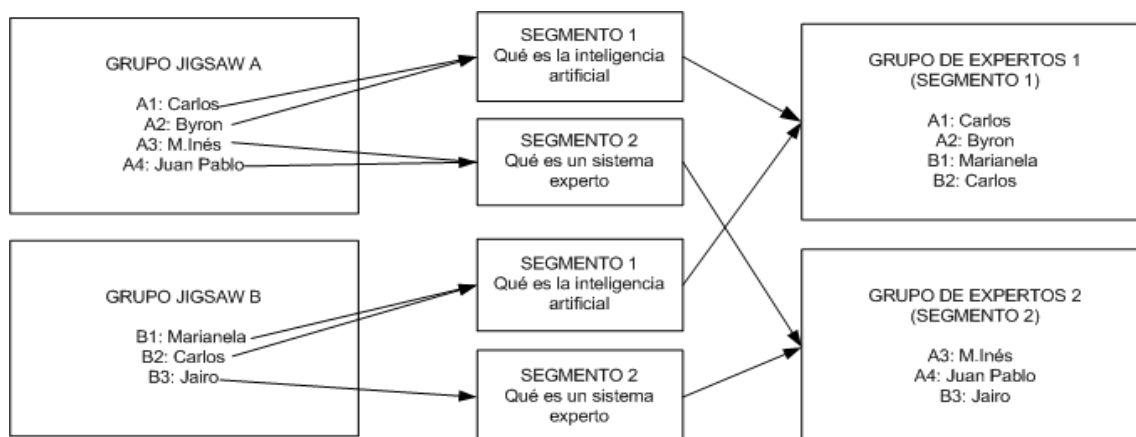 GRUPO JIGSAW A
A1: Carlos
A2: Byron
A3: M.Inés
A4: Juan Pablo
GRUPO JIGSAW B
B1: Marianela
B2: Carlos
B3: Jairo
SEGMENTO 1
Qué es la inteligencia
artificial
SEGMENTO 2
Qué es un sistema
experto
SEGMENTO 1
Qué es la inteligencia
artificial
SEGMENTO 2
Qué es un sistema
experto
GRUPO DE EXPERTOS 1
(SEGMENTO 1)
A1: Carlos
A2: Byron
B1: Marianela
B2: Carlos
GRUPO DE EXPERTOS 2
(SEGMENTO 2)
A3: M.Inés
A4: Juan Pablo
B3: Jairo